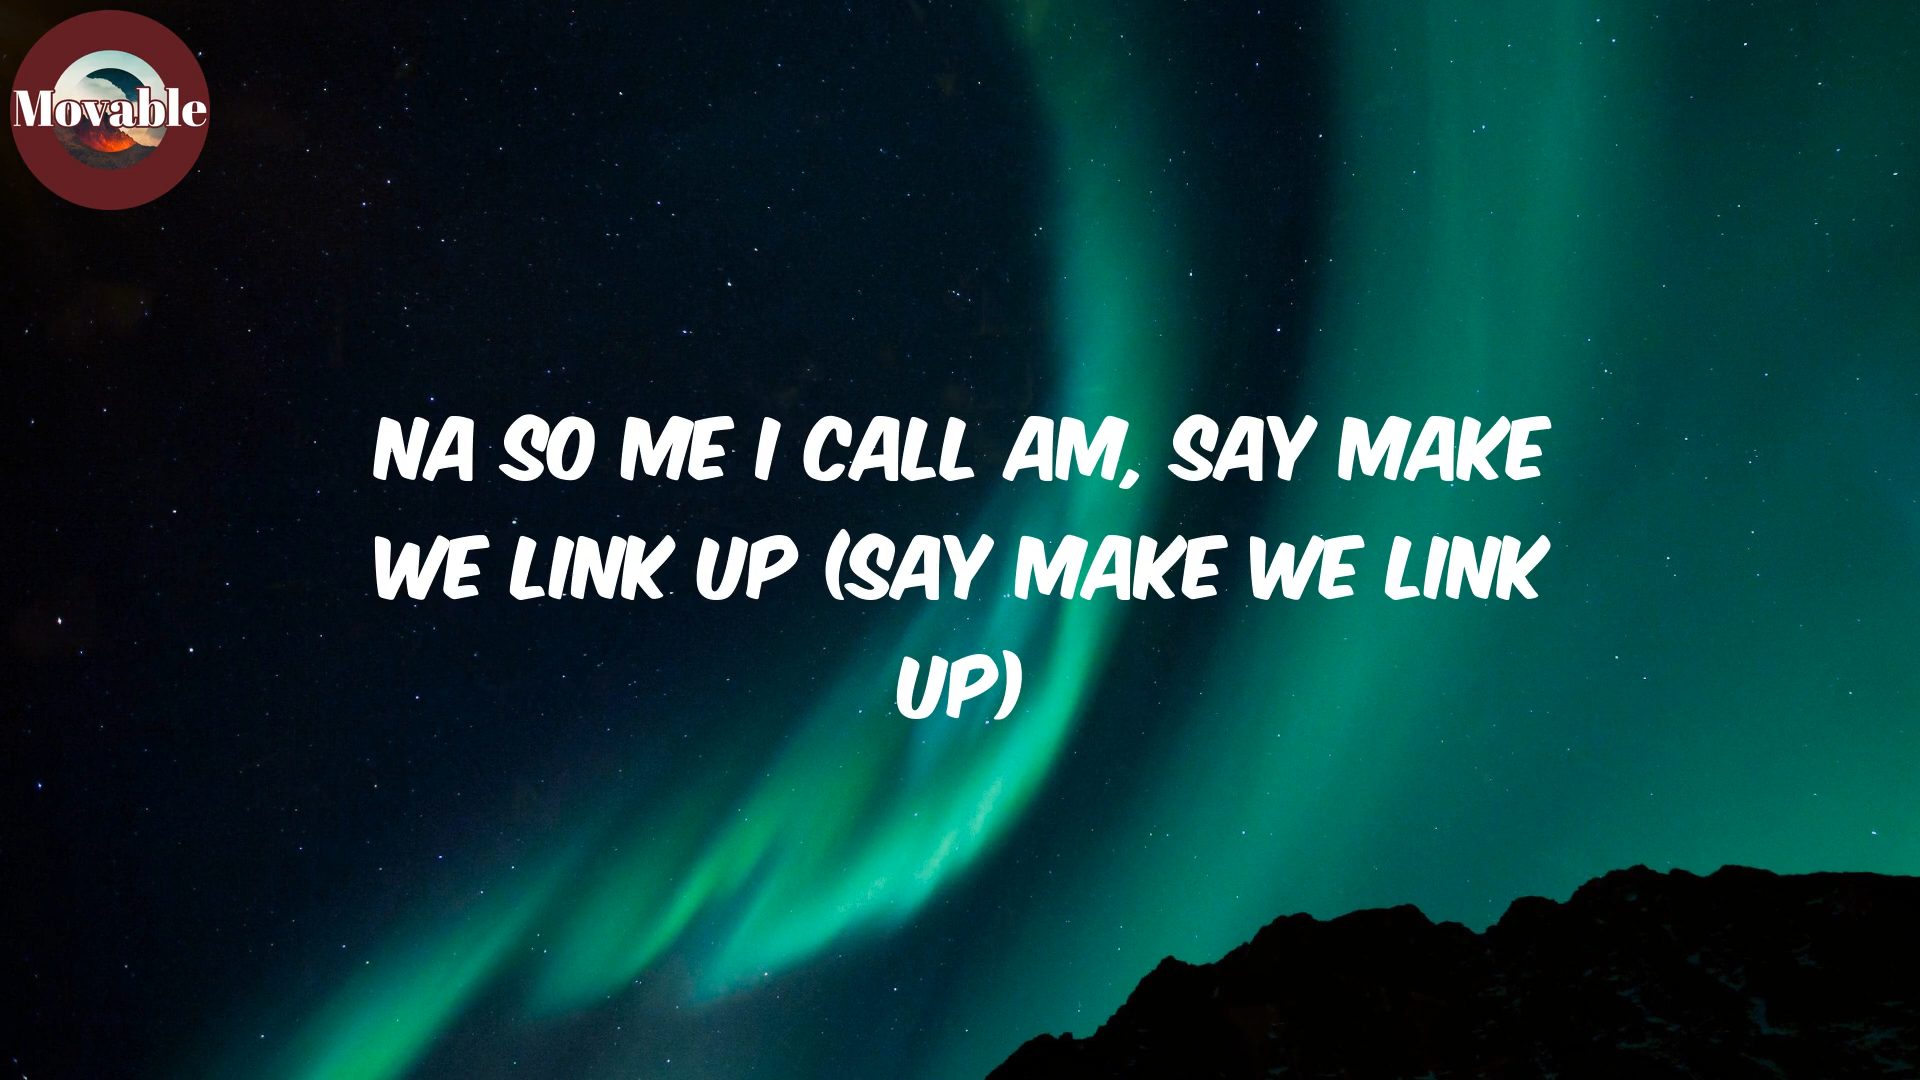 Movable
NA SO ME I CALL AM, SAY MAKE
WE LINK UP (SAY MAKE WE LINK
UP)